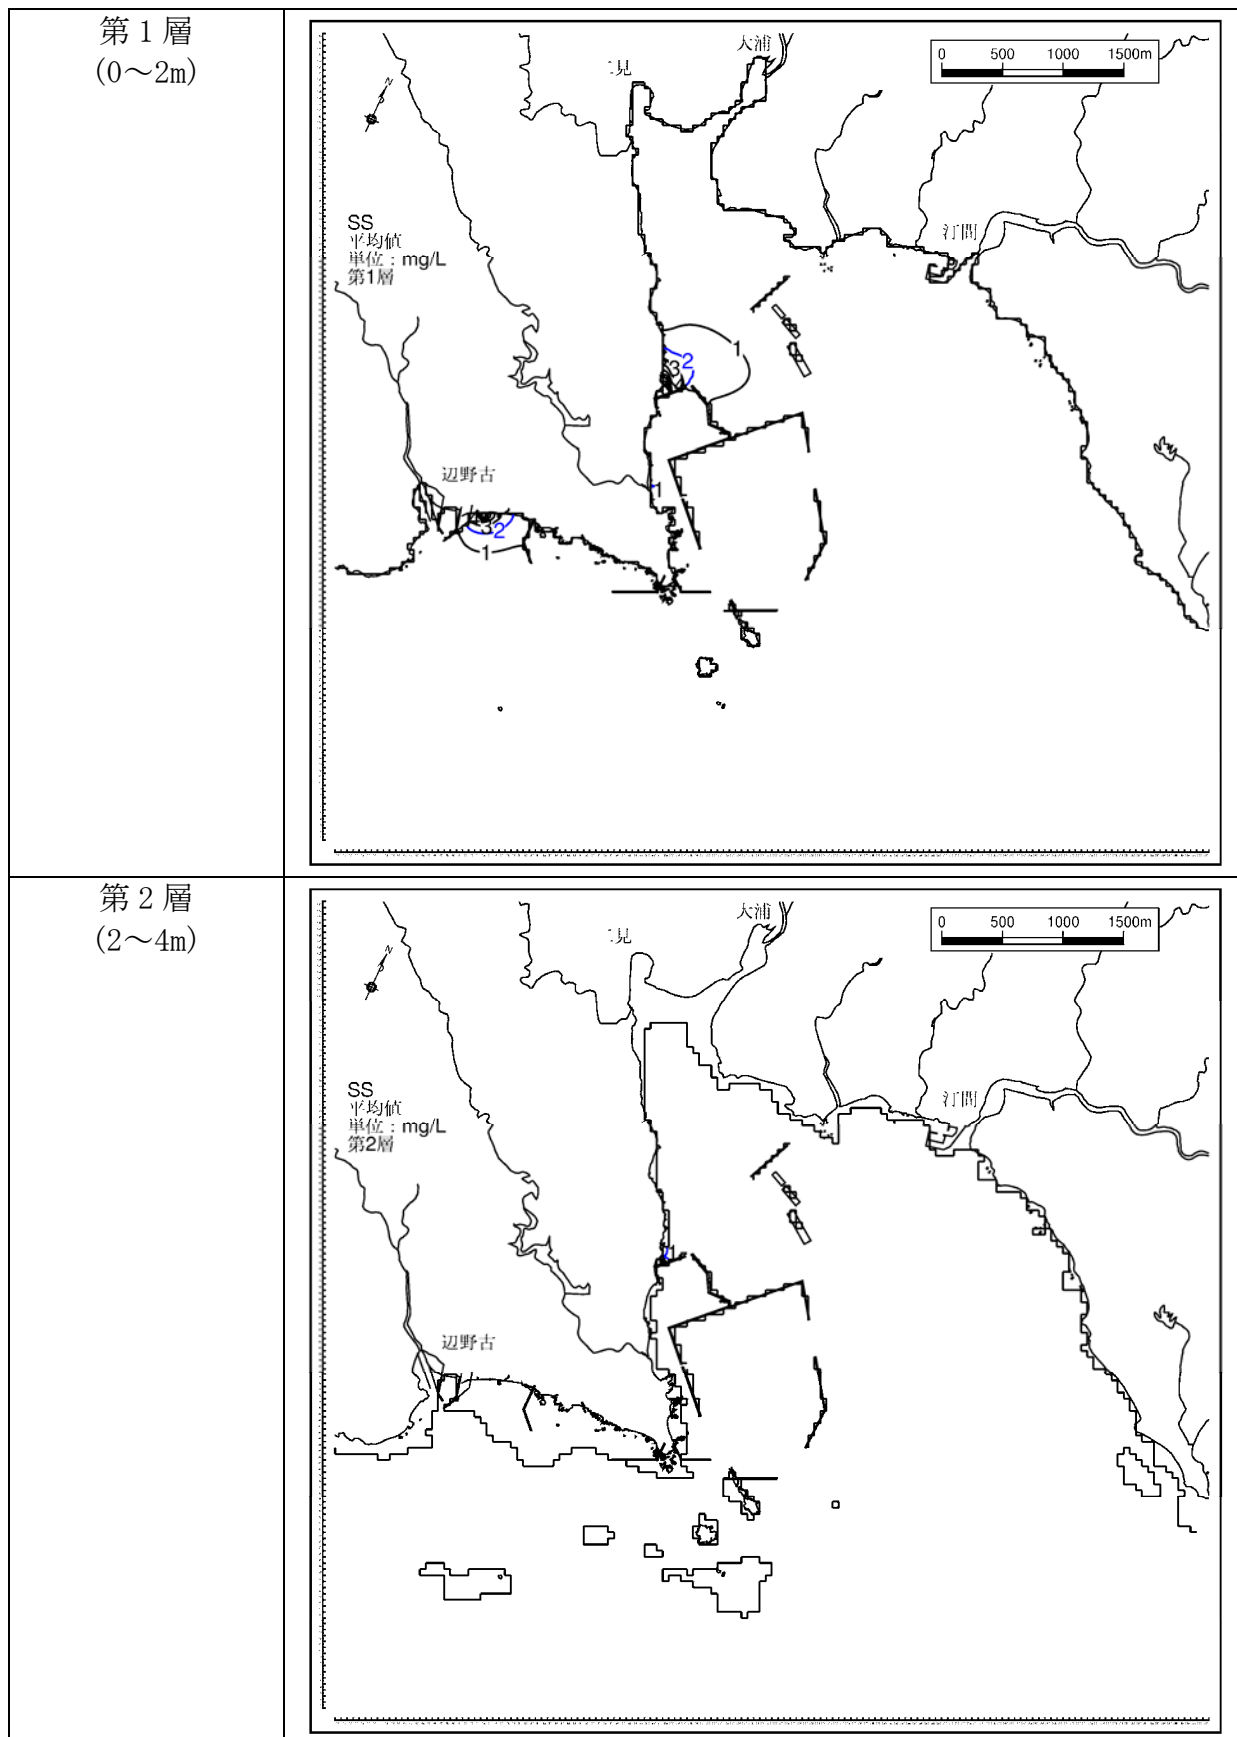 第1層
(0~2m)
大浦
二見
0 500 1000 1500m
N
SS
平均値
単位:mg/L
第1層
汀間
1
2
3
1
辺野古
3
2
1
第2層
(2~4m)
大浦
二見
0 500 1000 1500m
N
SS
平均値
単位:mg/L
第2層
汀間
辺野古